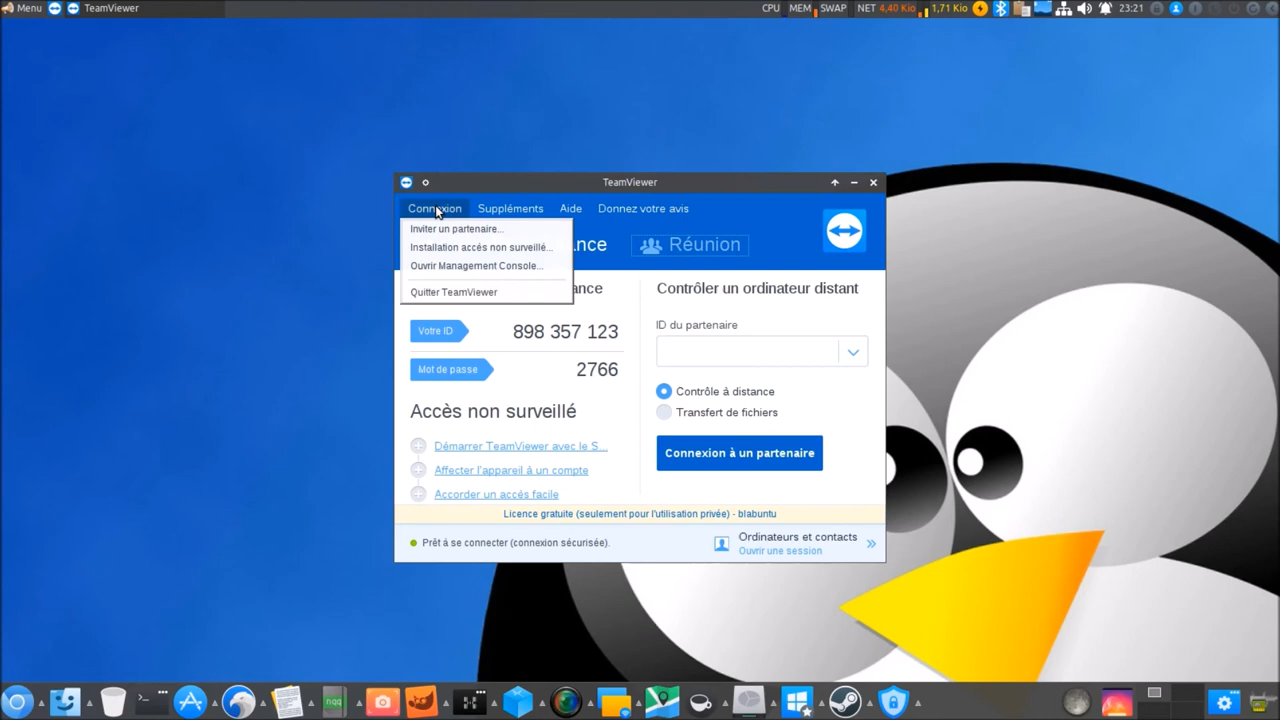 Menu
TeamViewer
CPU MEM SWAP NET 4,40 Kio 1,71 Kio 23:21
TeamViewer
Connexion Suppléments Aide Donnez votre avis
Inviter un partenaire...
Installation accès non surveillé...
Ouvrir Management Console...
Quitter TeamViewer
ance
Réunion
ance
Contrôler un ordinateur distant
Votre ID 898 357 123
ID du partenaire
Mot de passe 2766
Contrôle à distance
Transfert de fichiers
Accès non surveillé
Connexion à un partenaire
Démarrer TeamViewer avec le S...
Affecter l'appareil à un compte
Accorder un accès facile
Licence gratuite (seulement pour l'utilisation privée) - blabuntu
Prêt à se connecter (connexion sécurisée).
Ordinateurs et contacts
Ouvrir une session
nqq